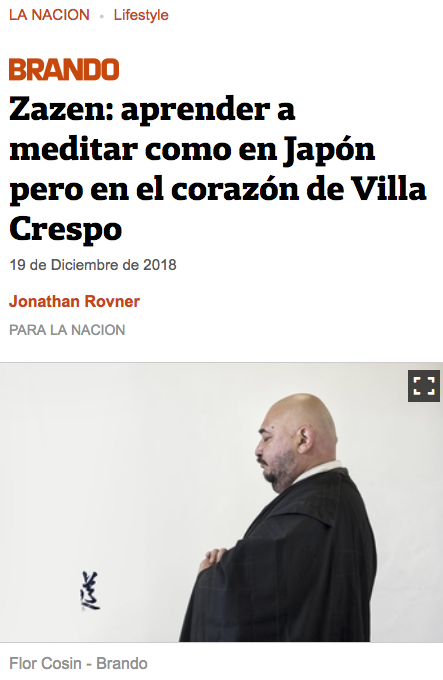 LA NACION • Lifestyle
BRANDO
Zazen: aprender a
meditar como en Japón
pero en el corazón de Villa
Crespo
19 de Diciembre de 2018
Jonathan Rovner
PARA LA NACION
Flor Cosin - Brando